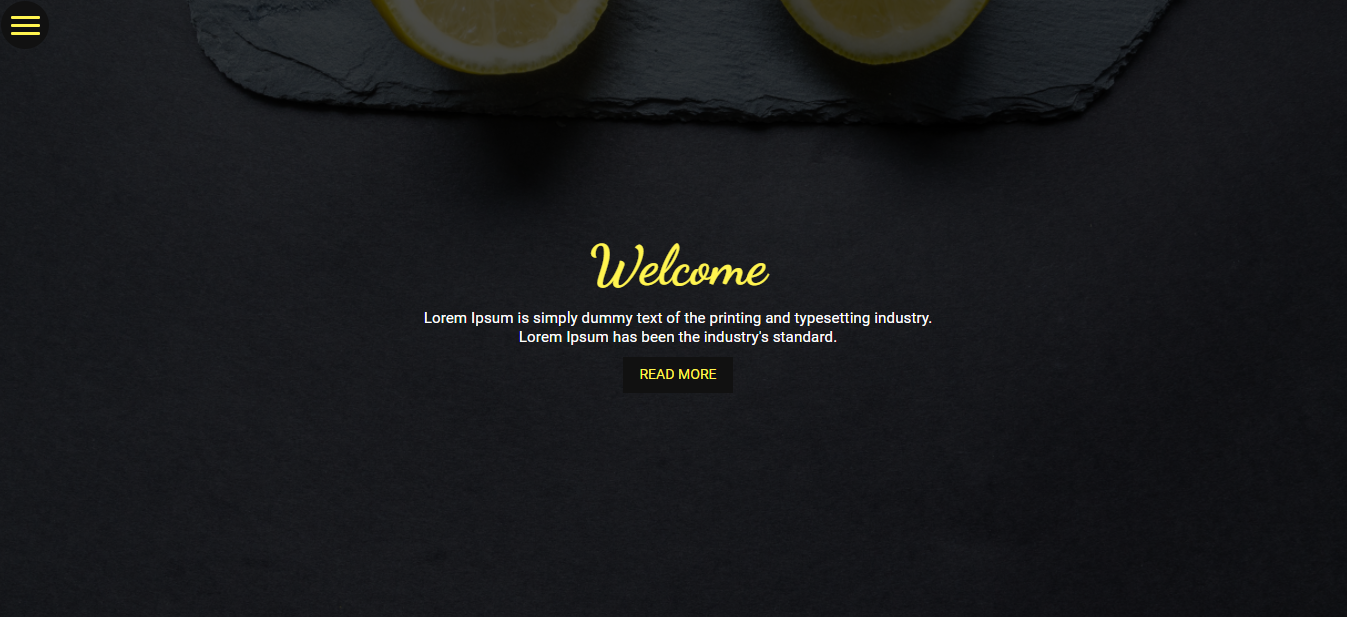 Welcome
Lorem Ipsum is simply dummy text of the printing and typesetting industry.
Lorem Ipsum has been the industry's standard.
READ MORE